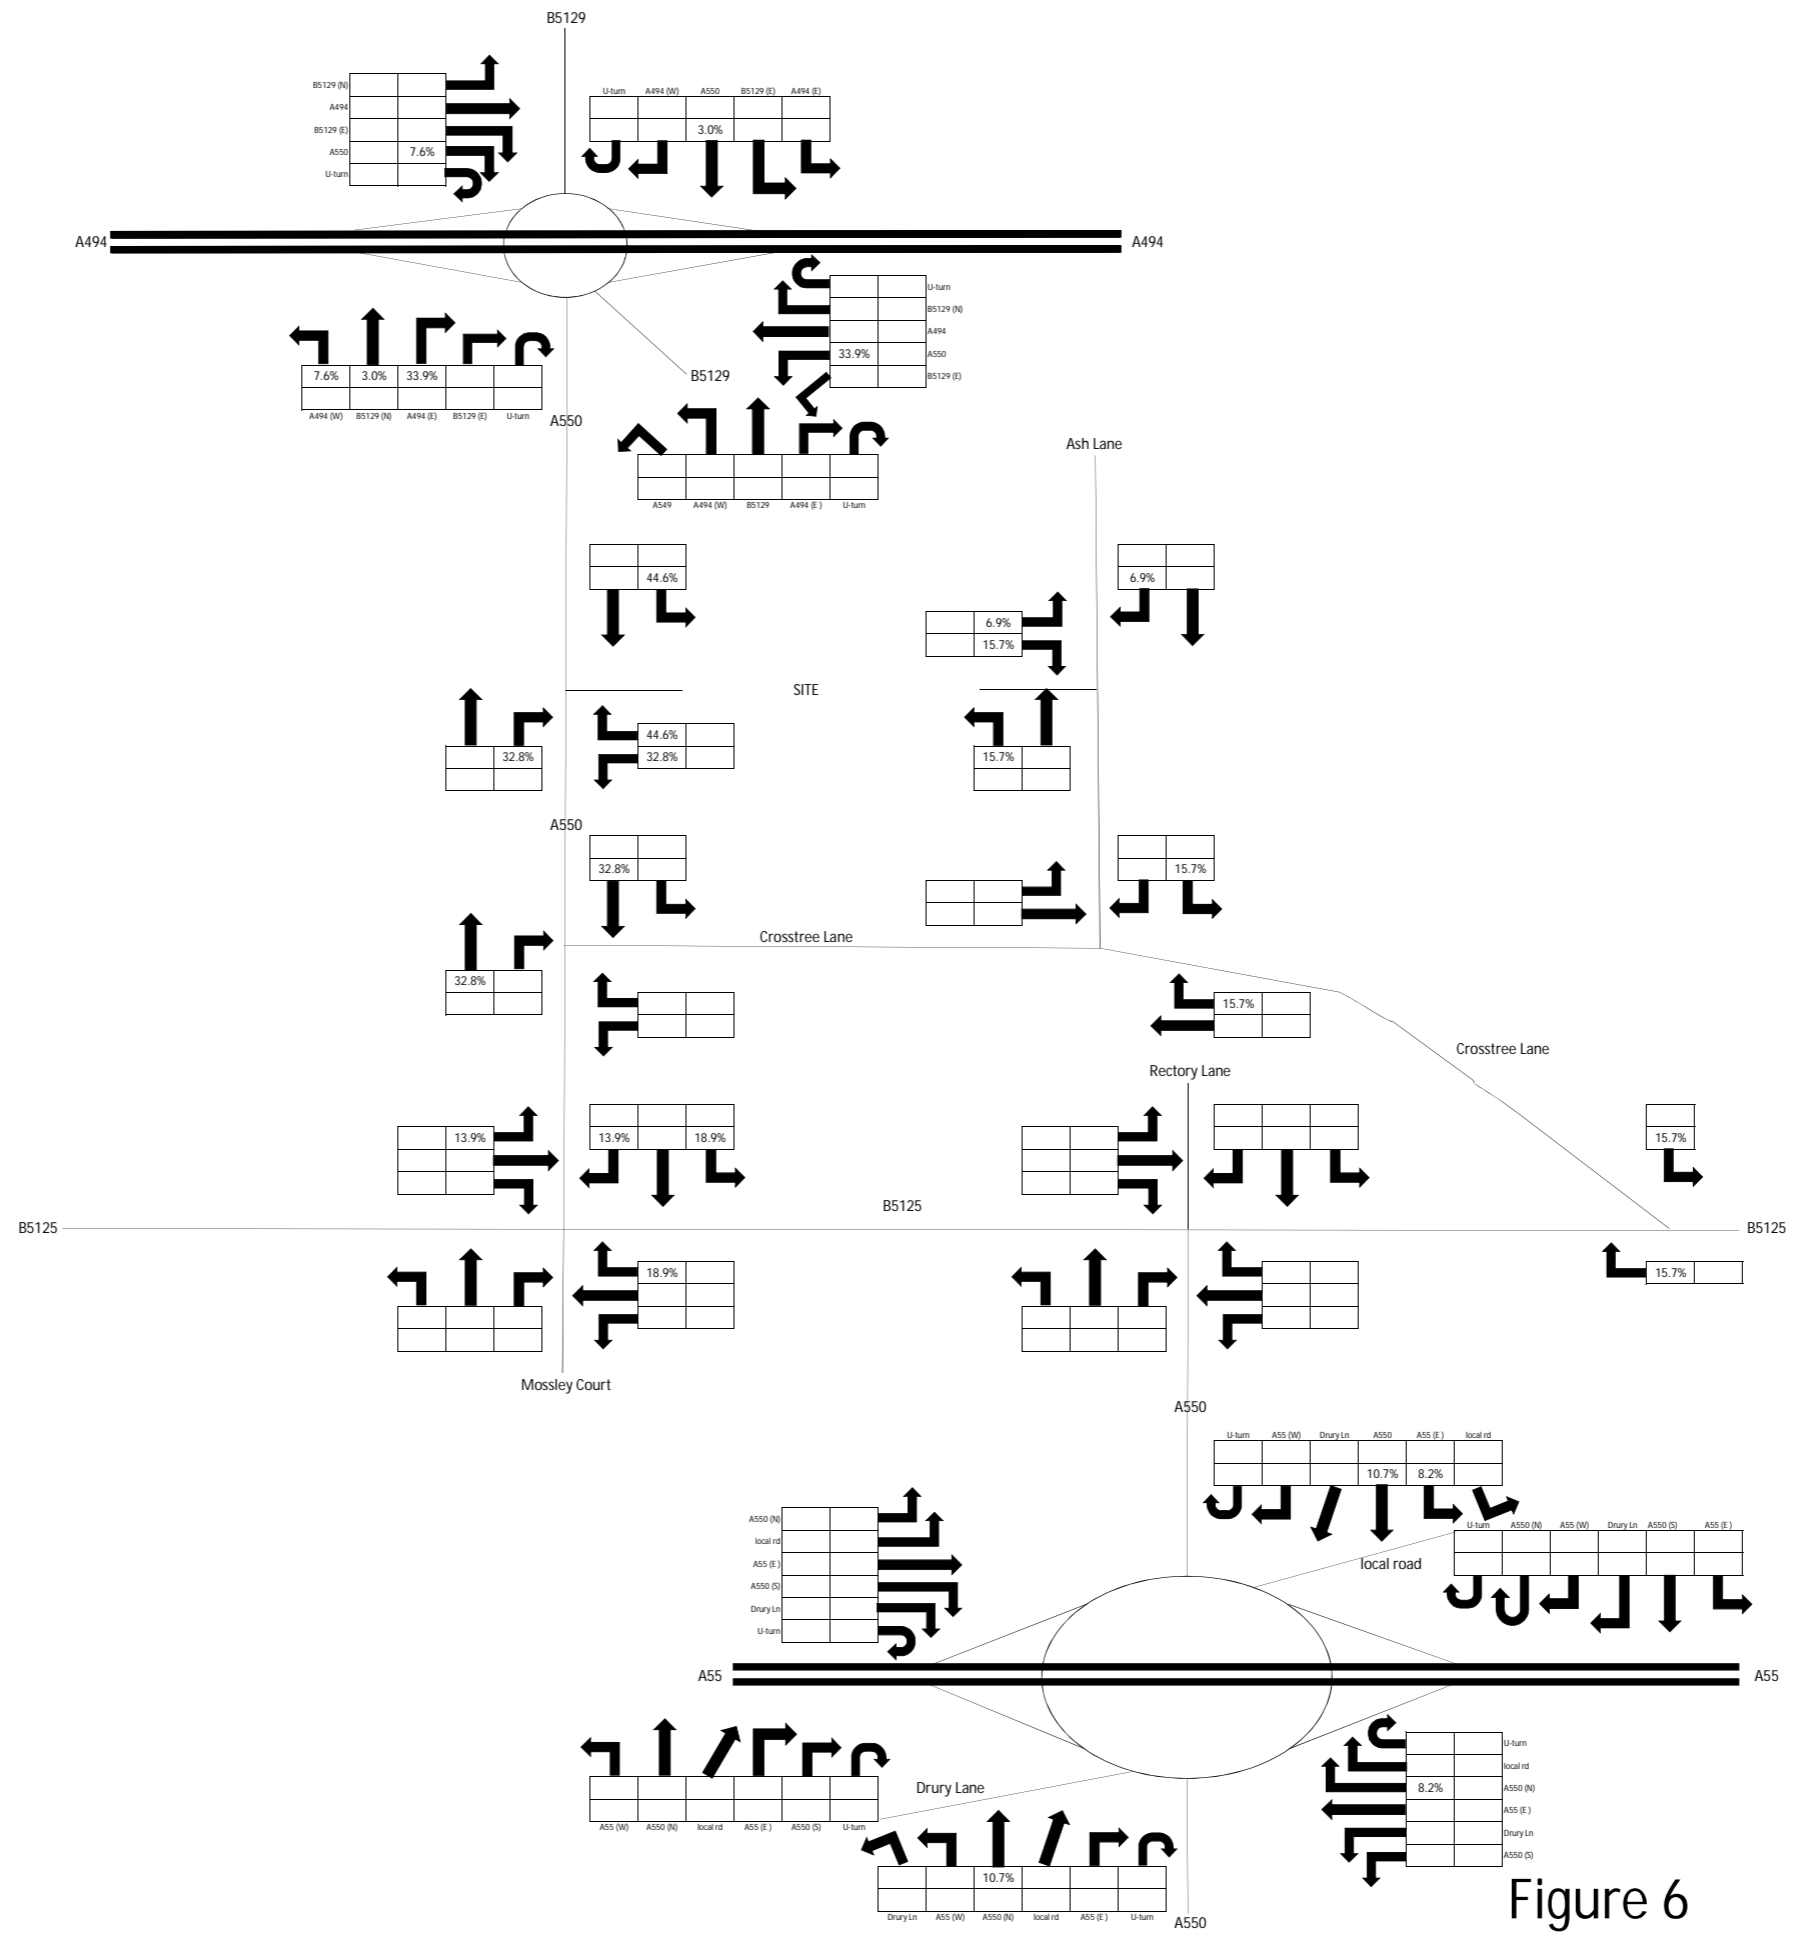 B5129
B5129 (N)
A494
B5129 (E)
A550
7.6%
U-turn
U-turn A494 (W) A550 B5129 (E) A494 (E)
3.0%
A494
A494
U-turn
B5129 (N)
A494
33.9% A550
B5129 (E)
7.6% 3.0% 33.9%
A494 (W) B5129 (N) A494 (E) B5129 (E) U-turn
B5129
A550
A549 A494 (W) B5129 A494 (E ) U-turn
Ash Lane
44.6%
6.9%
6.9%
15.7%
SITE
44.6%
32.8%
32.8%
15.7%
A550
32.8%
15.7%
Crosstree Lane
32.8%
15.7%
Crosstree Lane
Rectory Lane
13.9%
13.9% 18.9%
15.7%
B5125
B5125
B5125
18.9%
15.7%
Mossley Court
A550
U-turn A55 (W) Drury Ln A550 A55 (E ) local rd
10.7% 8.2%
A550 (N)
local rd
A55 (E )
A550 (S)
Drury Ln
U-turn
U-turn A550 (N) A55 (W) Drury Ln A550 (S) A55 (E )
local road
A55
A55
A55 (W) A550 (N) local rd A55 (E ) A550 (S) U-turn
Drury Lane
U-turn
local rd
8.2% A550 (N)
A55 (E )
Drury Ln
A550 (S)
10.7%
Drury Ln A55 (W) A550 (N) local rd A55 (E ) U-turn
A550
Figure 6